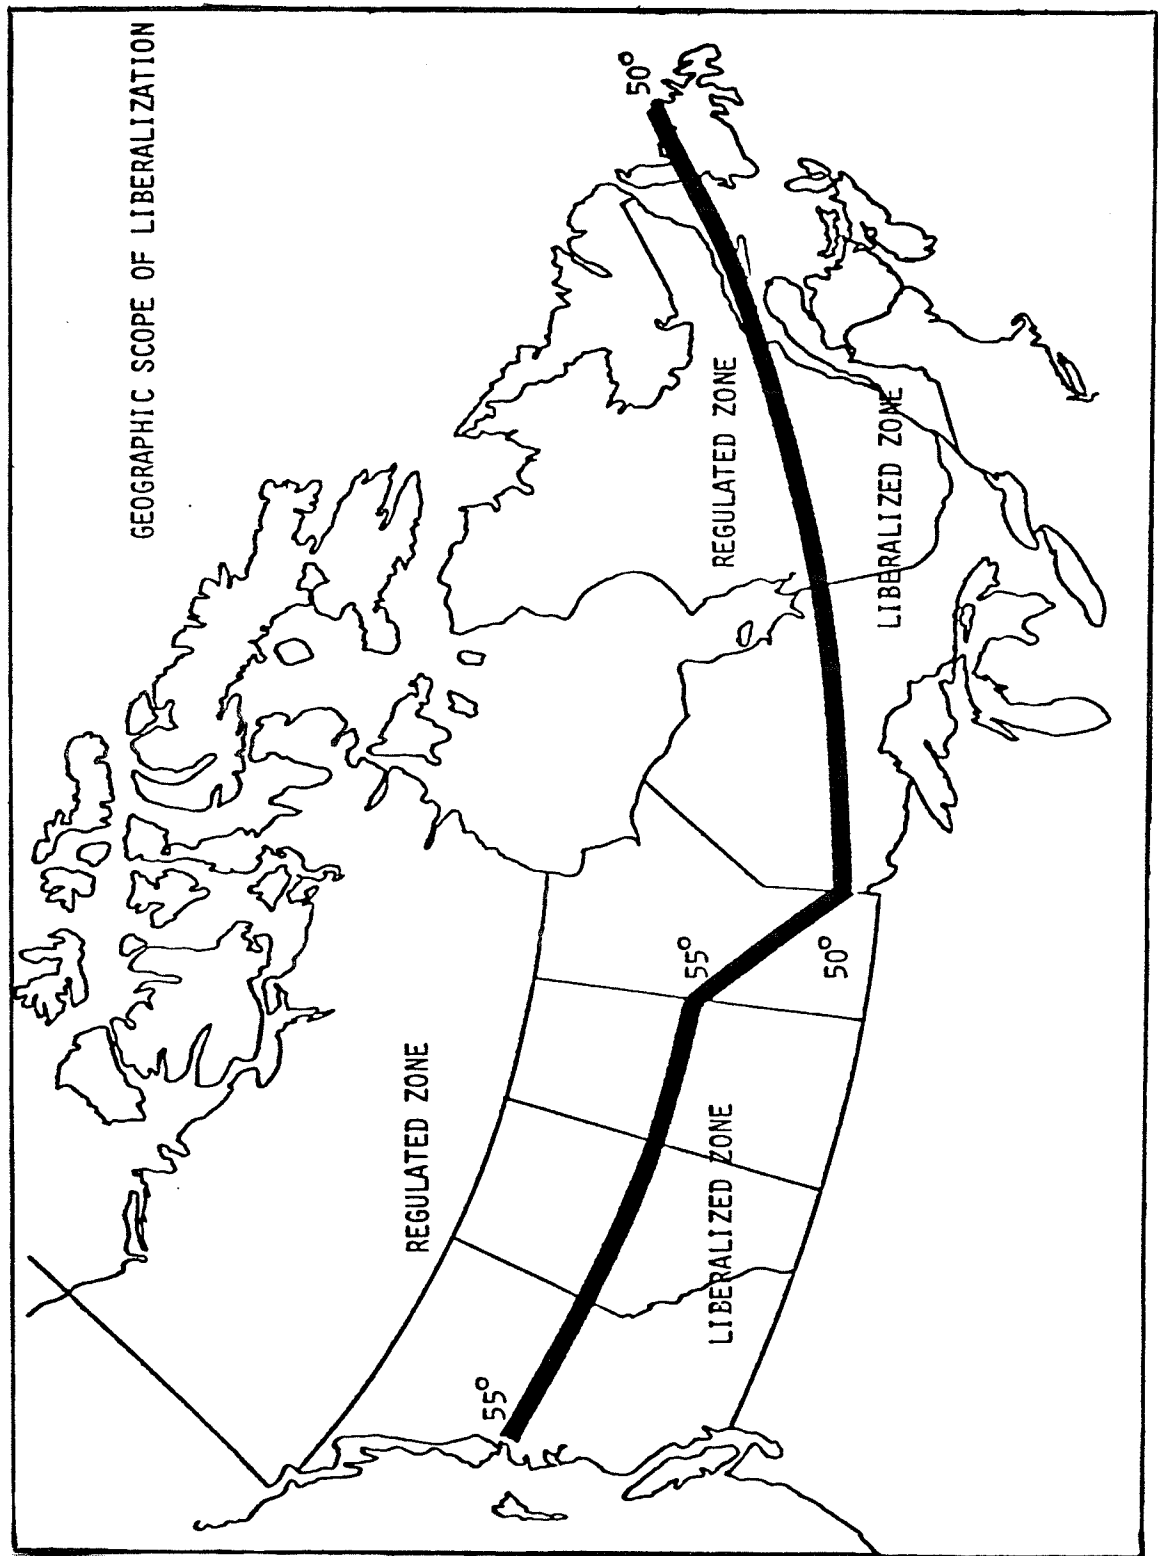 GEOGRAPHIC SCOPE OF LIBERALIZATION
REGULATED ZONE
55°
55°
50°
LIBERALIZED ZONE
REGULATED ZONE
LIBERALIZED ZONE
50°